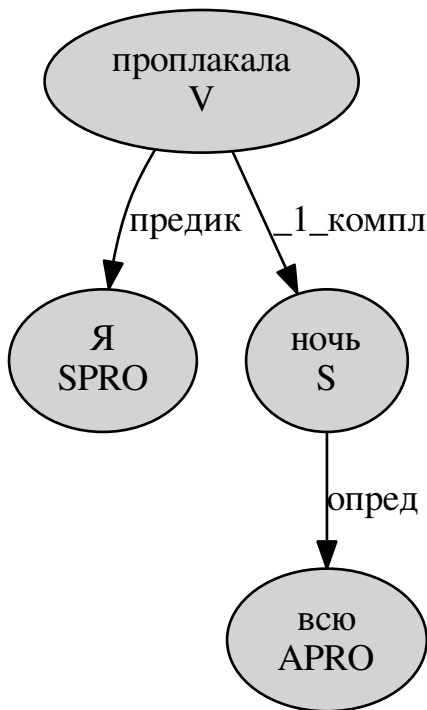 проплакала
V
предик
_1_компл
Я
SPRO
ночь
S
опред
всю
APRO